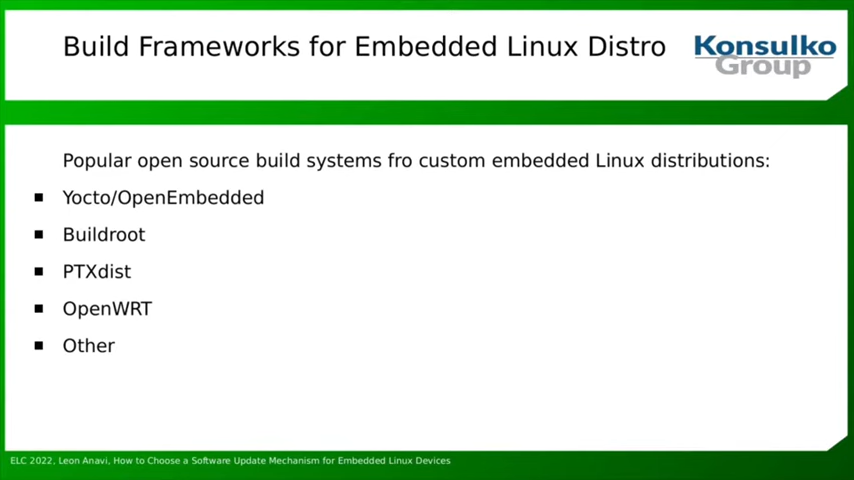 Build Frameworks for Embedded Linux Distro
Konsulko
Group
Popular open source build systems fro custom embedded Linux distributions:
Yocto/OpenEmbedded
Buildroot
PTXdist
OpenWRT
Other
ELC 2022, Leon Anavi, How to Choose a Software Update Mechanism for Embedded Linux Devices